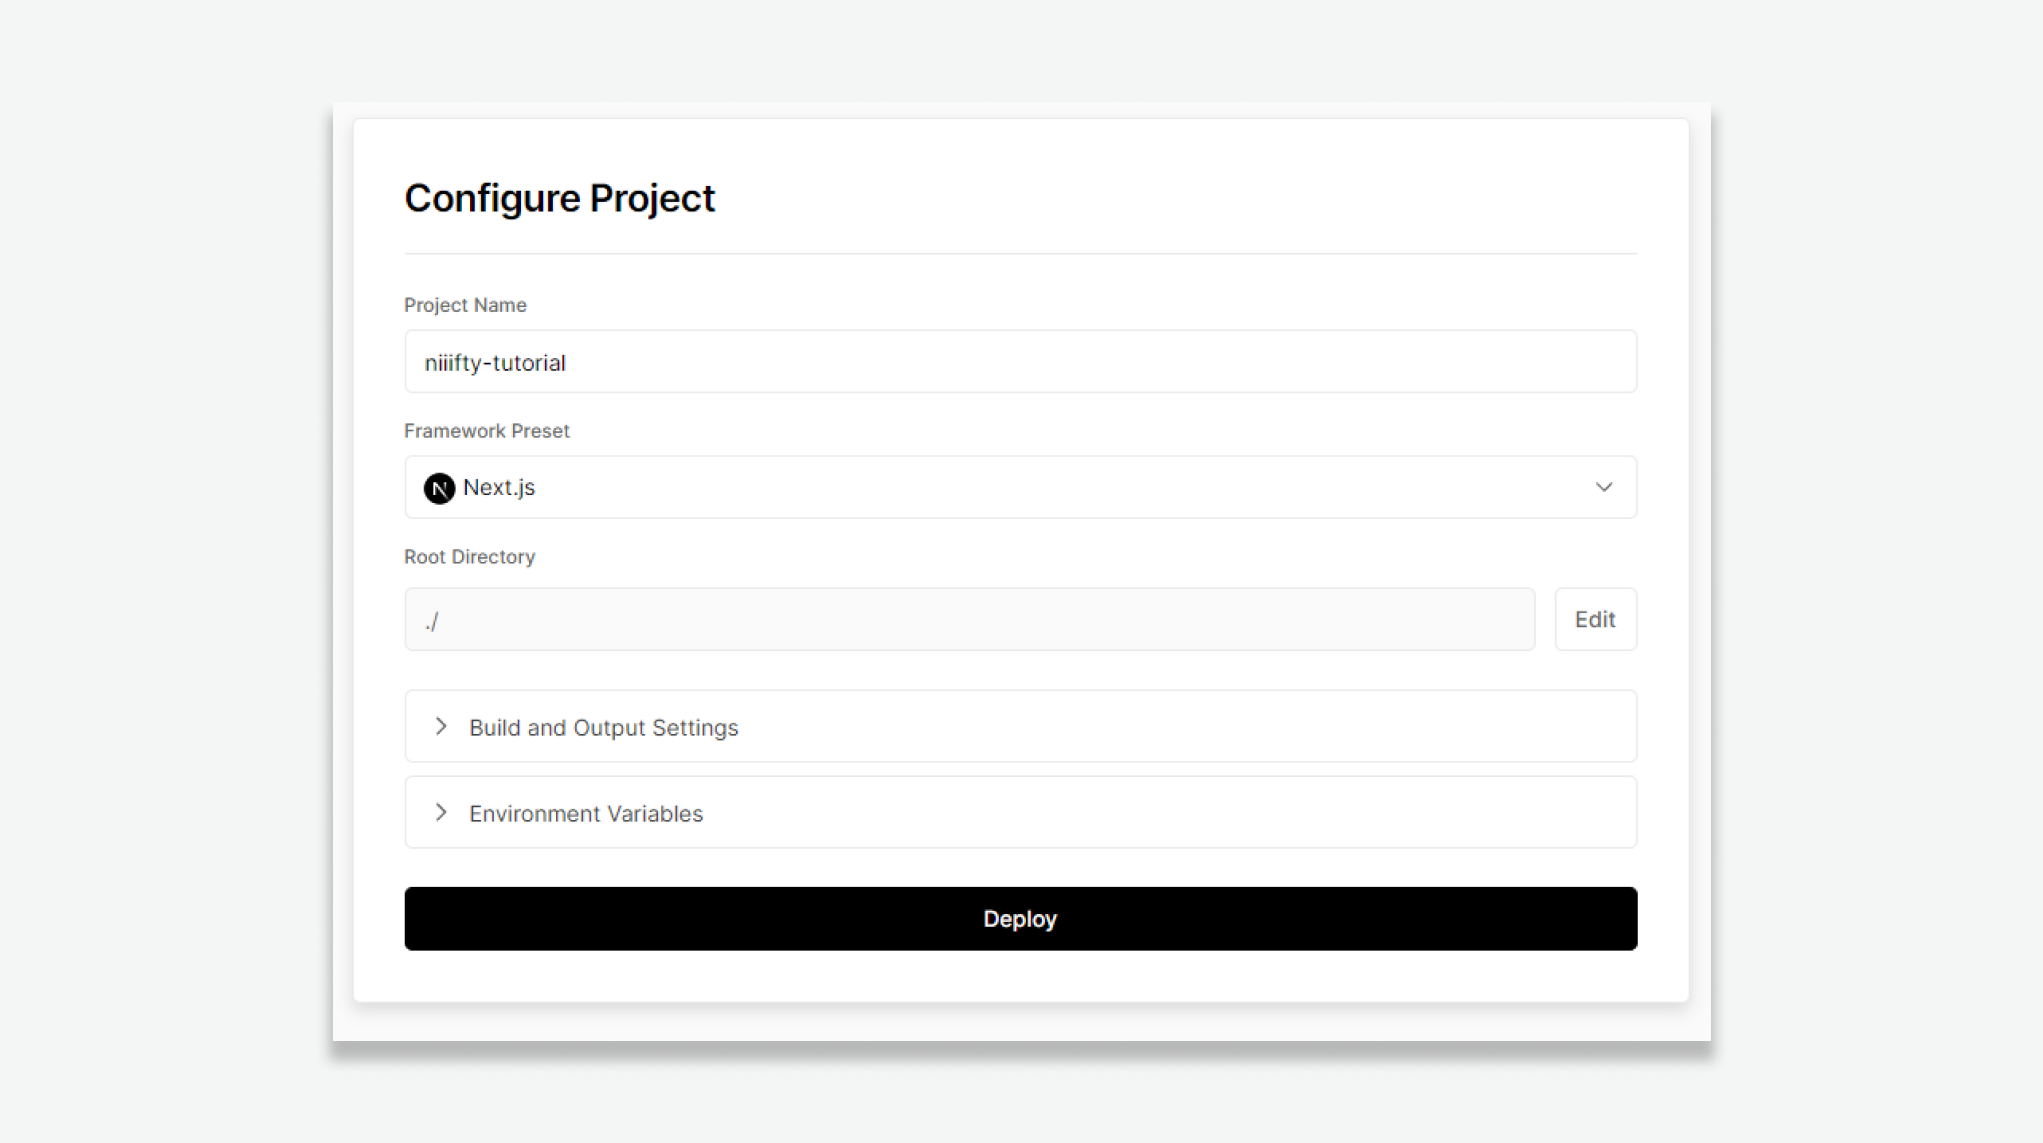 Configure Project
Project Name
niiifty-tutorial
Framework Preset
N Next.js
Root Directory
./
Edit
Build and Output Settings
Environment Variables
Deploy